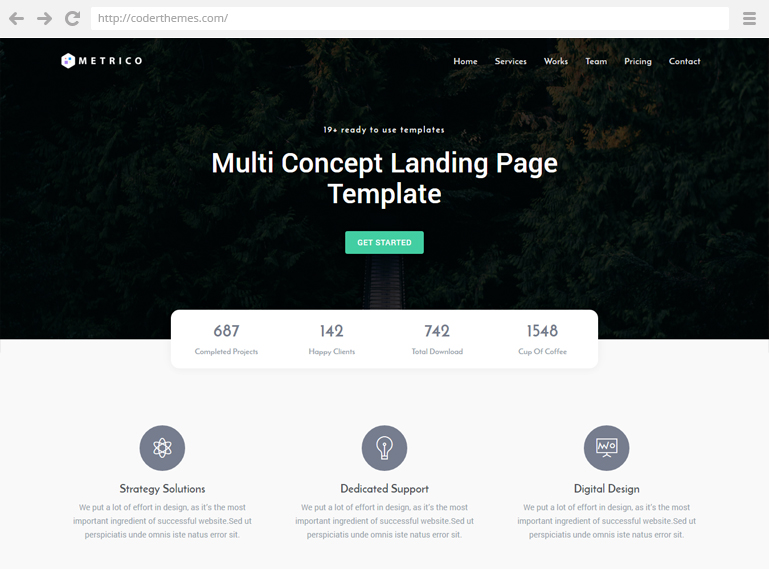 http://coderthemes.com/
METRICO
Home Services Works Team Pricing Contact
19+ ready to use templates
Multi Concept Landing Page
Template
GET STARTED
687 142 742 1548
Completed Projects Happy Clients Total Download Cup Of Coffee
Strategy Solutions Dedicated Support Digital Design
We put a lot of effort in design, as it's the most We put a lot of effort in design, as it's the most We put a lot of effort in design, as it's the most
important ingredient of successful website.Sed ut important ingredient of successful website.Sed ut important ingredient of successful website.Sed ut
perspiciatis unde omnis iste natus error sit. perspiciatis unde omnis iste natus error sit. perspiciatis unde omnis iste natus error sit.